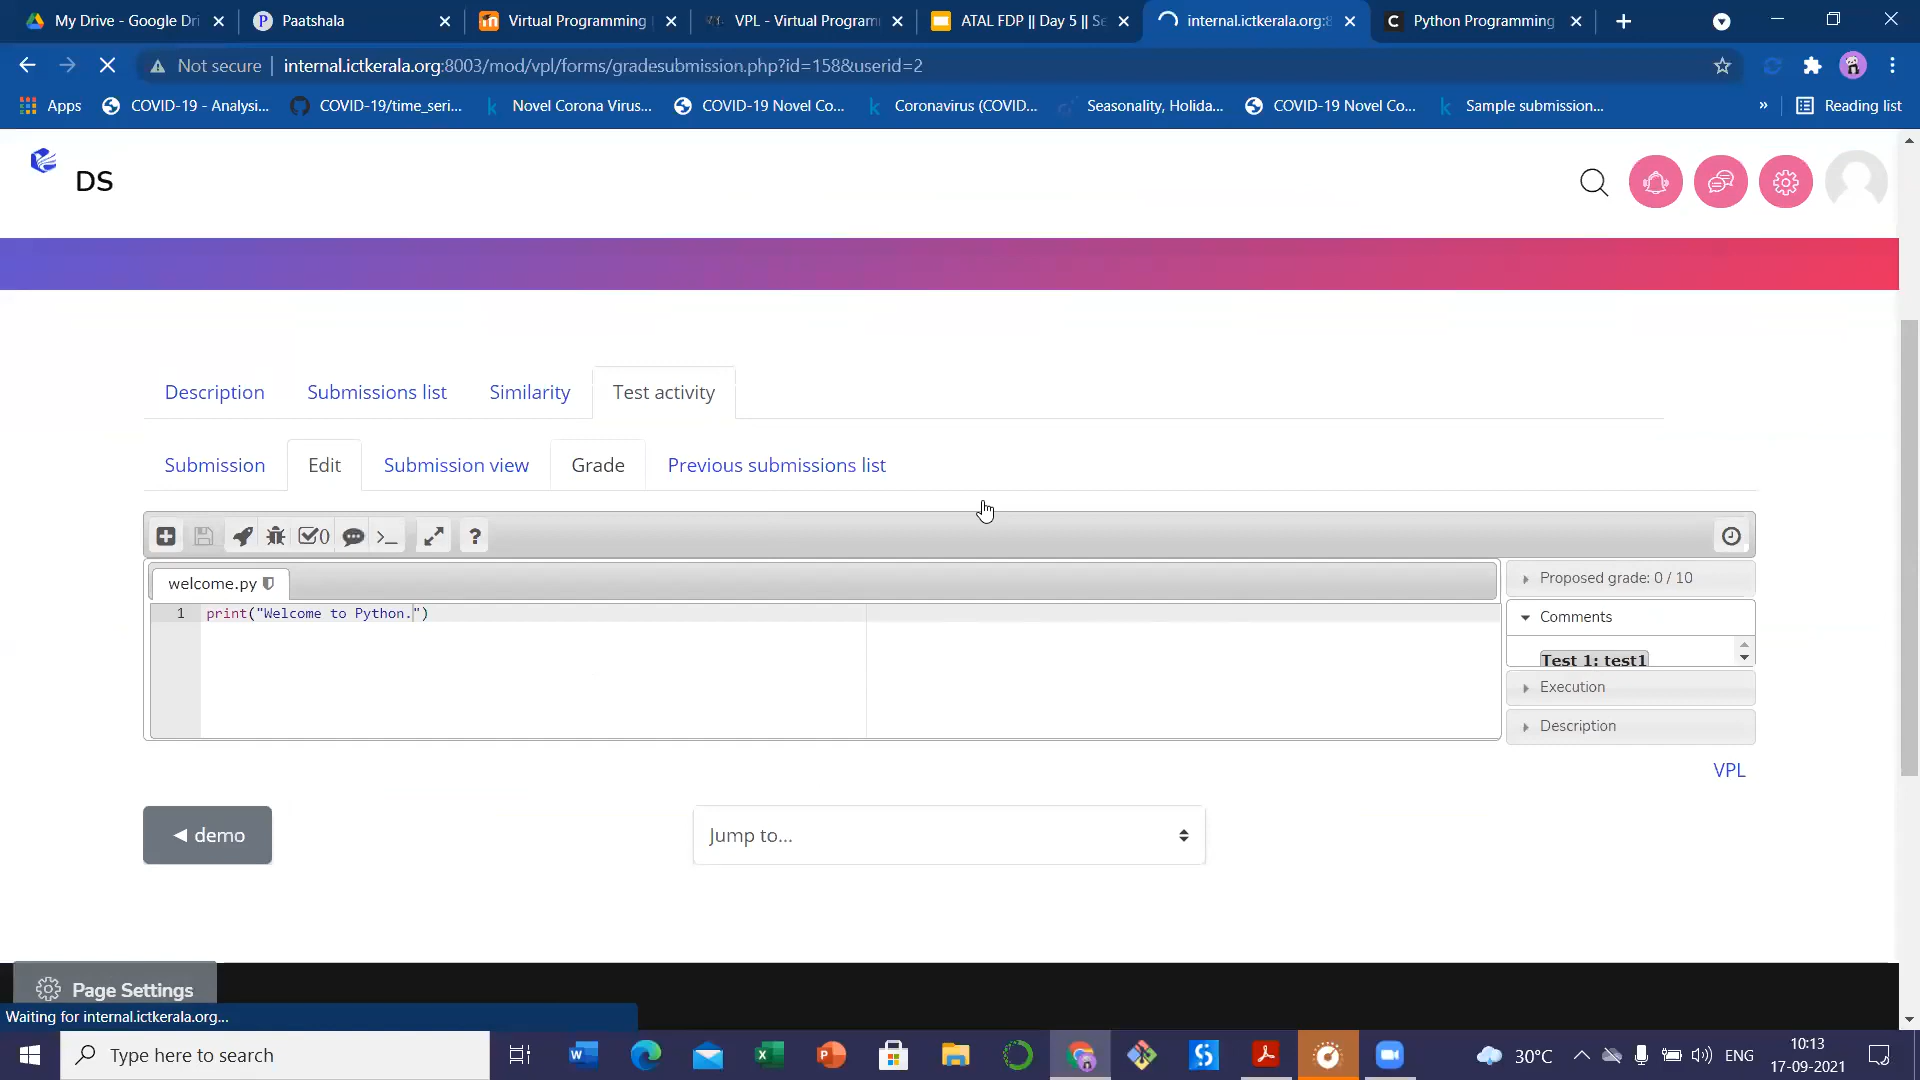 My Drive - Google Dri
Paatshala
Virtual Programming
VPL - Virtual Program
ATAL FDP || Day 5 || Se
internal.ictkerala.org:8
Python Programming
Not secure
internal.ictkerala.org:8003/mod/vpl/forms/gradesubmission.php?id=158&userid=2
Apps
COVID-19 - Analysi...
COVID-19/time_seri...
Novel Corona Virus...
COVID-19 Novel Co...
Coronavirus (COVID...
Seasonality, Holida...
COVID-19 Novel Co...
Sample submission...
»
Reading list
DS
Description
Submissions list
Similarity
Test activity
Submission
Edit
Submission view
Grade
Previous submissions list
0
?
welcome.py
1 print("Welcome to Python.")
Proposed grade: 0 / 10
Comments
Test 1: test1
Execution
Description
VPL
◄ demo
Jump to...
Page Settings
Waiting for internal.ictkerala.org...
Type here to search
30°C
ENG
10:13
17-09-2021